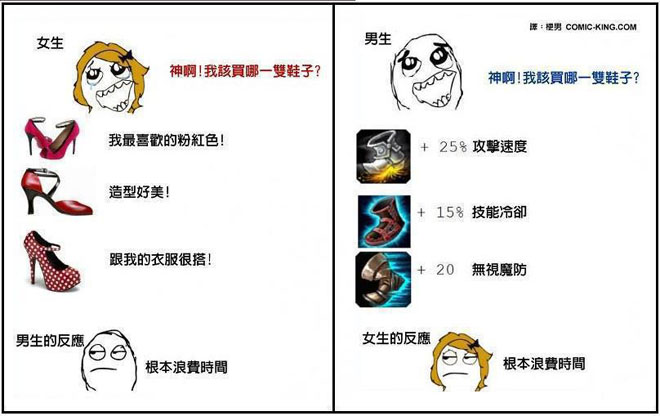 女生
神啊!我該買哪一雙鞋子?
我最喜歡的粉紅色!
造型好美!
跟我的衣服很搭!
男生的反應
根本浪費時間
譯：梗男 COMIC-KING.COM
男生
神啊!我該買哪一雙鞋子?
+ 25% 攻擊速度
+ 15% 技能冷卻
+ 20 無視魔防
女生的反應
根本浪費時間